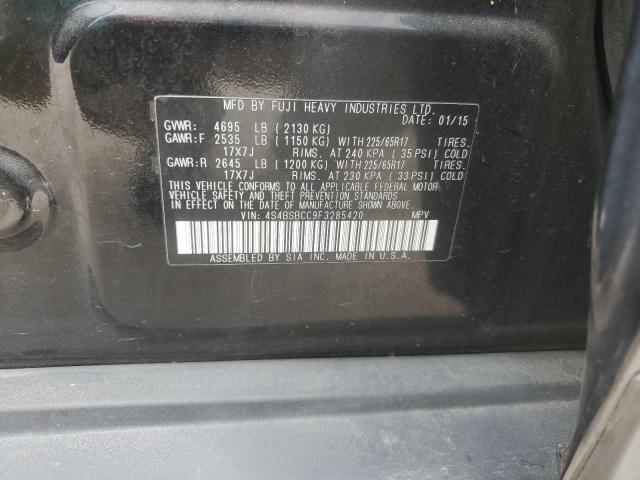 MFD BY FUJI HEAVY INDUSTRIES LTD.
DATE: 01/15
GVWR: 4695 LB ( 2130 KG)
GAWR:F 2535 LB ( 1150 KG) WITH 225/65R17 TIRES.
17X7J RIMS. AT 240 KPA ( 35 PSI) COLD
GAWR:R 2645 LB ( 1200 KG) WITH 225/65R17 TIRES.
17X7J RIMS. AT 230 KPA ( 33 PSI) COLD
THIS VEHICLE CONFORMS TO ALL APPLICABLE FEDERAL MOTOR
VEHICLE SAFETY AND THEFT PREVENTION STANDARDS
IN EFFECT ON THE DATE OF MANUFACTURE SHOWN ABOVE.
VIN: 4S4BSBCC9F3285420 MPV
ASSEMBLED BY SIA INC. MADE IN U.S.A.